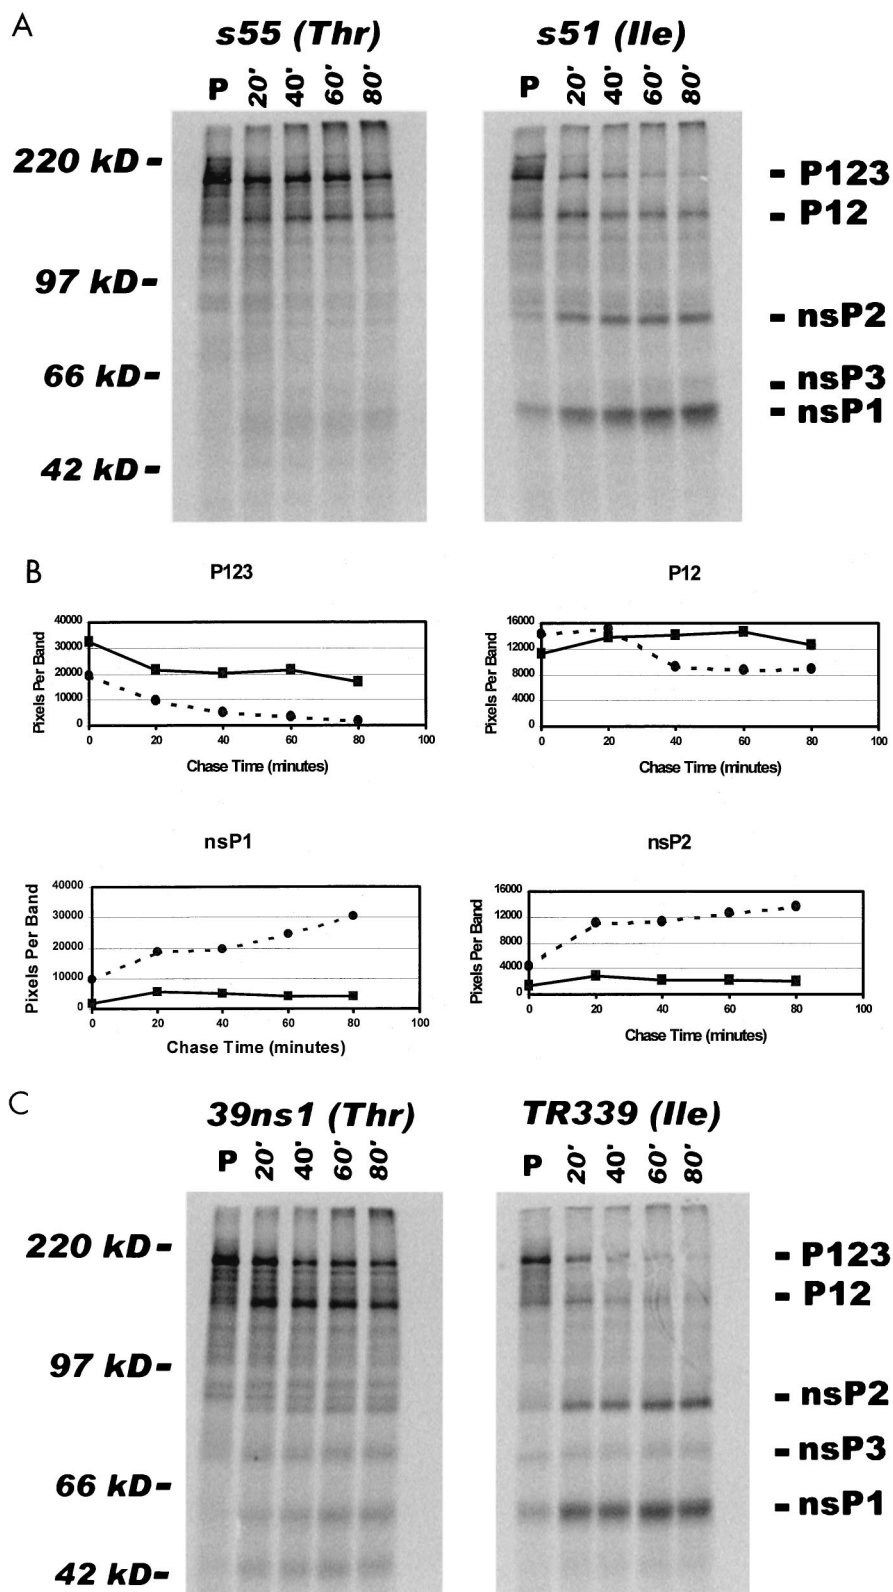 A
s55 (Thr)
s51 (Ile)
P 20' 40' 60' 80'
P 20' 40' 60' 80'
220 kD -
97 kD-
66 kD -
42 kD-
- P123
- P12
- nsP2
- nsP3
- nsP1
B
P123
Pixels Per Band
40000
30000
20000
10000
0
0 20 40 60 80 100
Chase Time (minutes)
P12
Pixels Per Band
16000
12000
8000
4000
0
0 20 40 60 80 100
Chase Time (minutes)
nsP1
Pixels Per Band
40000
30000
20000
10000
0
0 20 40 60 80 100
Chase Time (minutes)
nsP2
Pixels Per Band
16000
12000
8000
4000
0
0 20 40 60 80 100
Chase Time (minutes)
C
39ns1 (Thr)
TR339 (Ile)
P 20' 40' 60' 80'
P 20' 40' 60' 80'
220 kD -
97 kD-
66 kD -
42 kD -
- P123
- P12
- nsP2
- nsP3
- nsP1